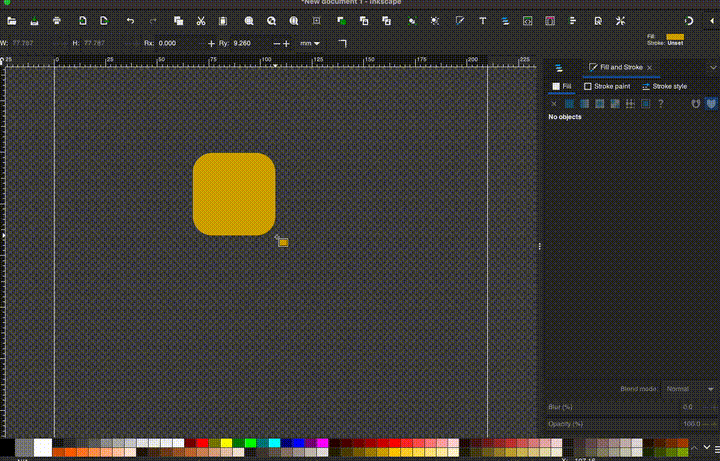 *New document 1 - Inkscape
W: 77.787 H: 77.787 Rx: 0.000 + Ry: 9.260 − + mm
Fill:
Stroke: Unset
25 0 25 50 75 100 125 150 175 200 225
Fill and Stroke ×
Fill Stroke paint Stroke style
?
No objects
Blend mode: Normal
Blur (%) 0.0
Opacity (%) 100.0